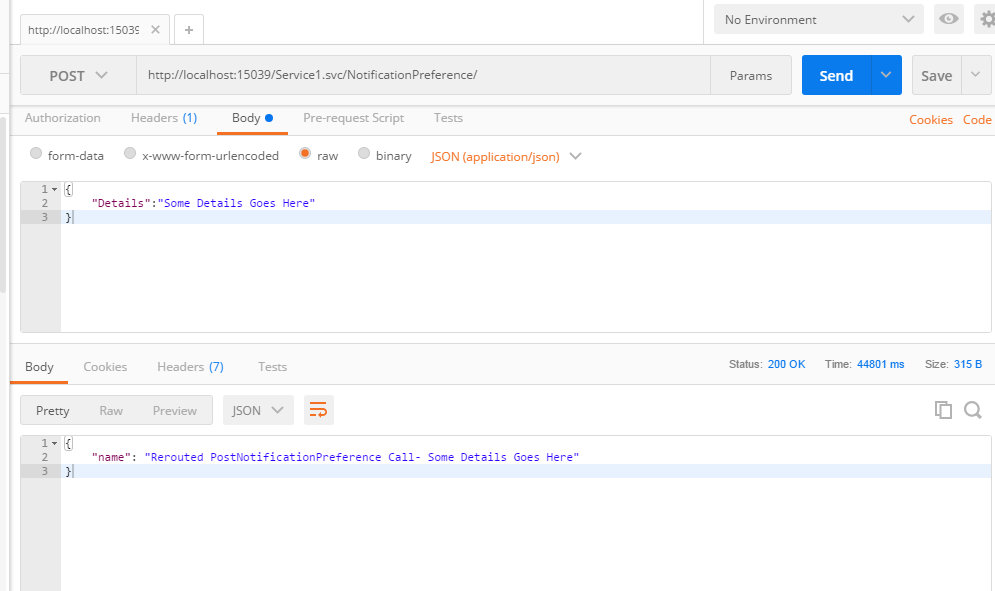 http://localhost:15039 × +
No Environment
POST http://localhost:15039/Service1.svc/NotificationPreference/ Params Send Save
Authorization Headers (1) Body Pre-request Script Tests Cookies Code
form-data x-www-form-urlencoded raw binary JSON (application/json)
1 {
2 "Details":"Some Details Goes Here"
3 }
Body Cookies Headers (7) Tests Status: 200 OK Time: 44801 ms Size: 315 B
Pretty Raw Preview JSON
1 {
2 "name": "Rerouted PostNotificationPreference Call- Some Details Goes Here"
3 }